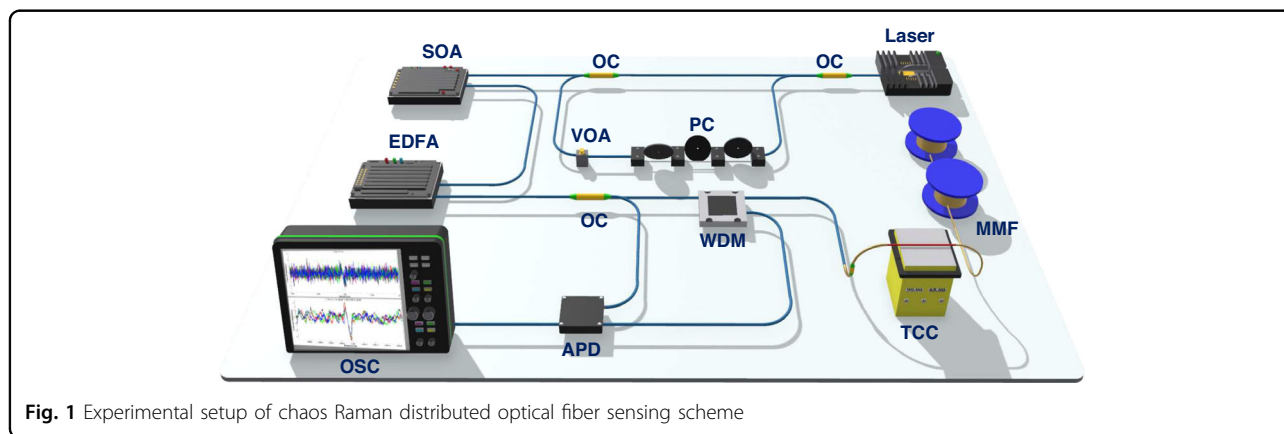 Laser
SOA
OC
OC
PC
VOA
EDFA
OC
WDM
MMF
TCC
APD
OSC
Fig. 1 Experimental setup of chaos Raman distributed optical fiber sensing scheme